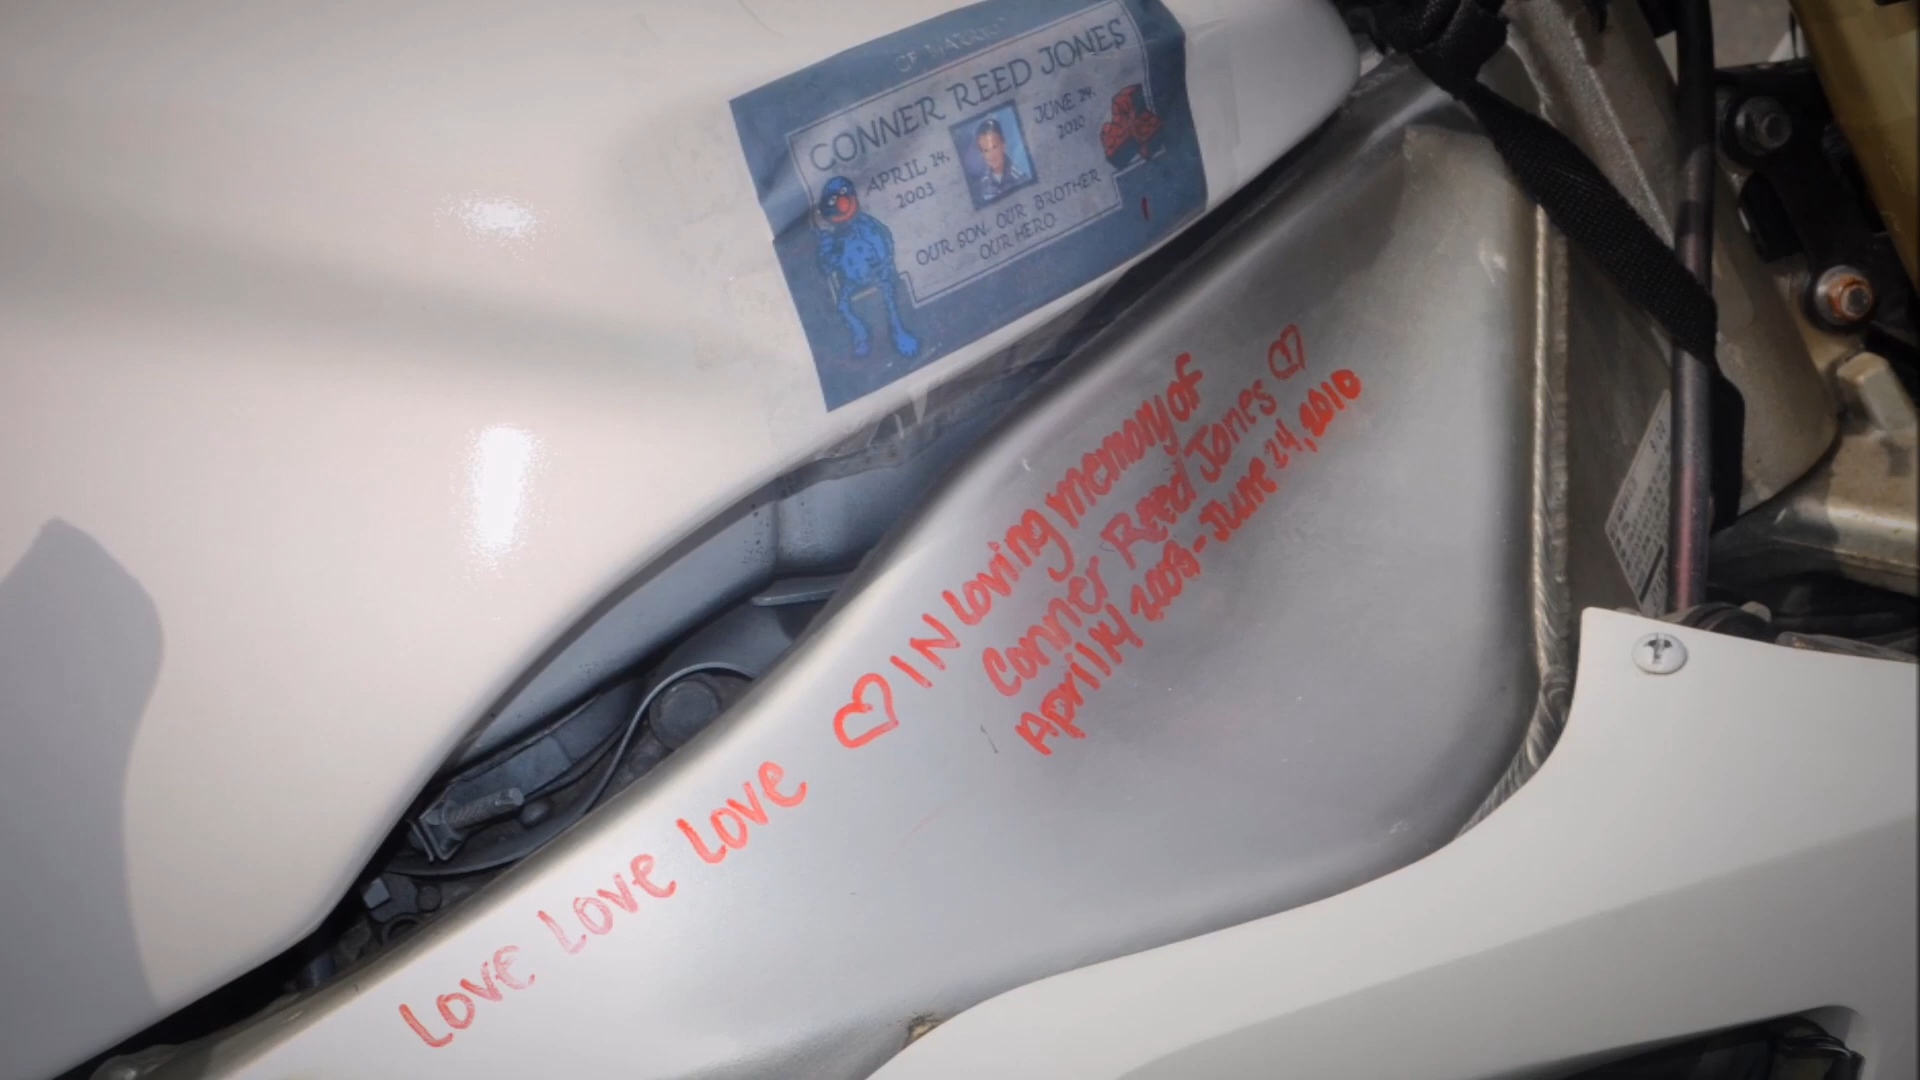 CONNER REED JONES
APRIL 14,
2003
JUNE 24,
2010
OUR SON, OUR BROTHER
OUR HERO
IN Loving memory of
Conner Reed Jones
April 14 2003 - June 24, 2010
Love Love Love